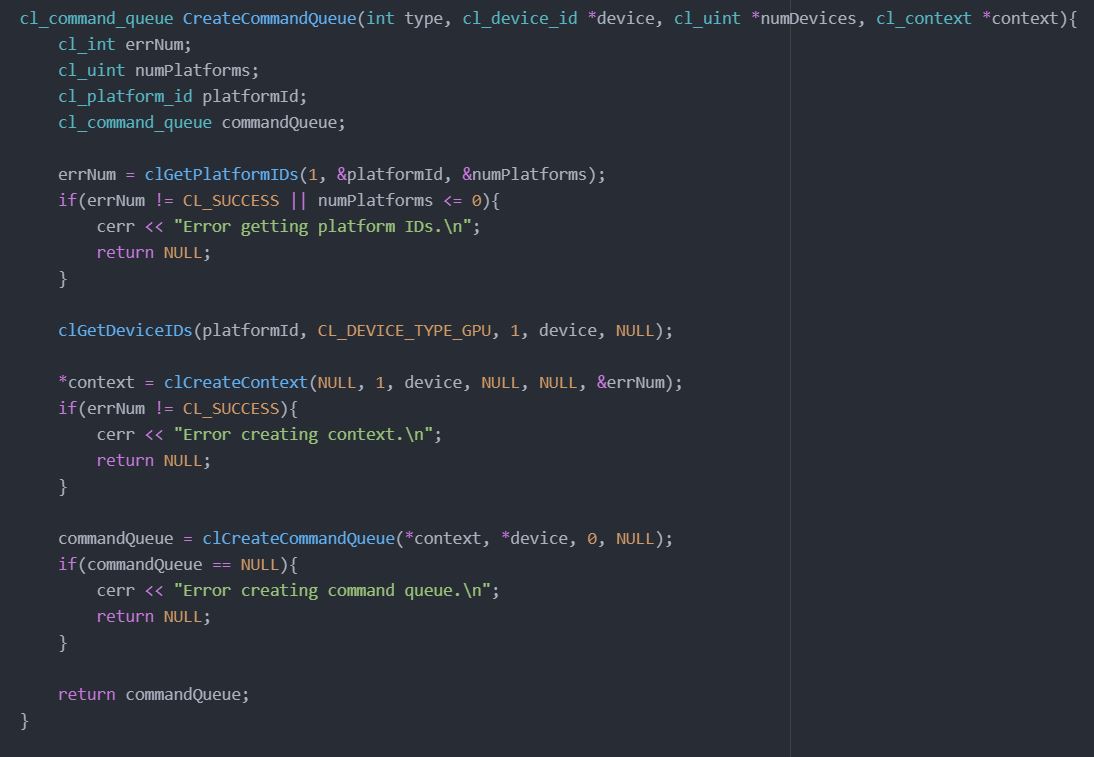 cl_command_queue CreateCommandQueue(int type, cl_device_id *device, cl_uint *numDevices, cl_context *context){
    cl_int errNum;
    cl_uint numPlatforms;
    cl_platform_id platformId;
    cl_command_queue commandQueue;

    errNum = clGetPlatformIDs(1, &platformId, &numPlatforms);
    if(errNum != CL_SUCCESS || numPlatforms <= 0){
        cerr << "Error getting platform IDs.\n";
        return NULL;
    }

    clGetDeviceIDs(platformId, CL_DEVICE_TYPE_GPU, 1, device, NULL);

    *context = clCreateContext(NULL, 1, device, NULL, NULL, &errNum);
    if(errNum != CL_SUCCESS){
        cerr << "Error creating context.\n";
        return NULL;
    }

    commandQueue = clCreateCommandQueue(*context, *device, 0, NULL);
    if(commandQueue == NULL){
        cerr << "Error creating command queue.\n";
        return NULL;
    }

    return commandQueue;
}